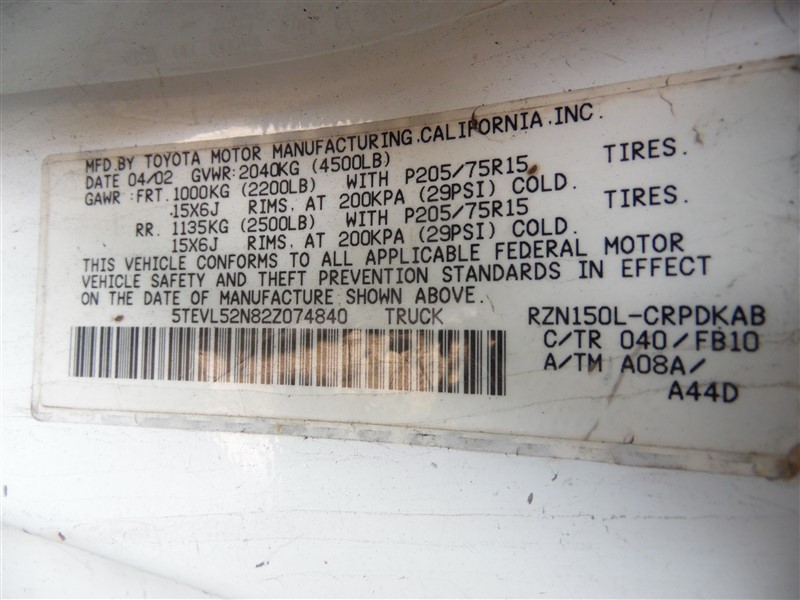 MFD.BY TOYOTA MOTOR MANUFACTURING,CALIFORNIA,INC.
DATE 04/02 GVWR:2040KG (4500LB)
GAWR :FRT.1000KG (2200LB) WITH P205/75R15 TIRES.
15X6J RIMS, AT 200KPA (29PSI) COLD.
RR. 1135KG (2500LB) WITH P205/75R15 TIRES.
15X6J RIMS, AT 200KPA (29PSI) COLD.
THIS VEHICLE CONFORMS TO ALL APPLICABLE FEDERAL MOTOR
VEHICLE SAFETY AND THEFT PREVENTION STANDARDS IN EFFECT
ON THE DATE OF MANUFACTURE SHOWN ABOVE.
5TEVL52N82Z074840 TRUCK RZN150L-CRPDKAB
C/TR 040/FB10
A/TM A08A/
A44D